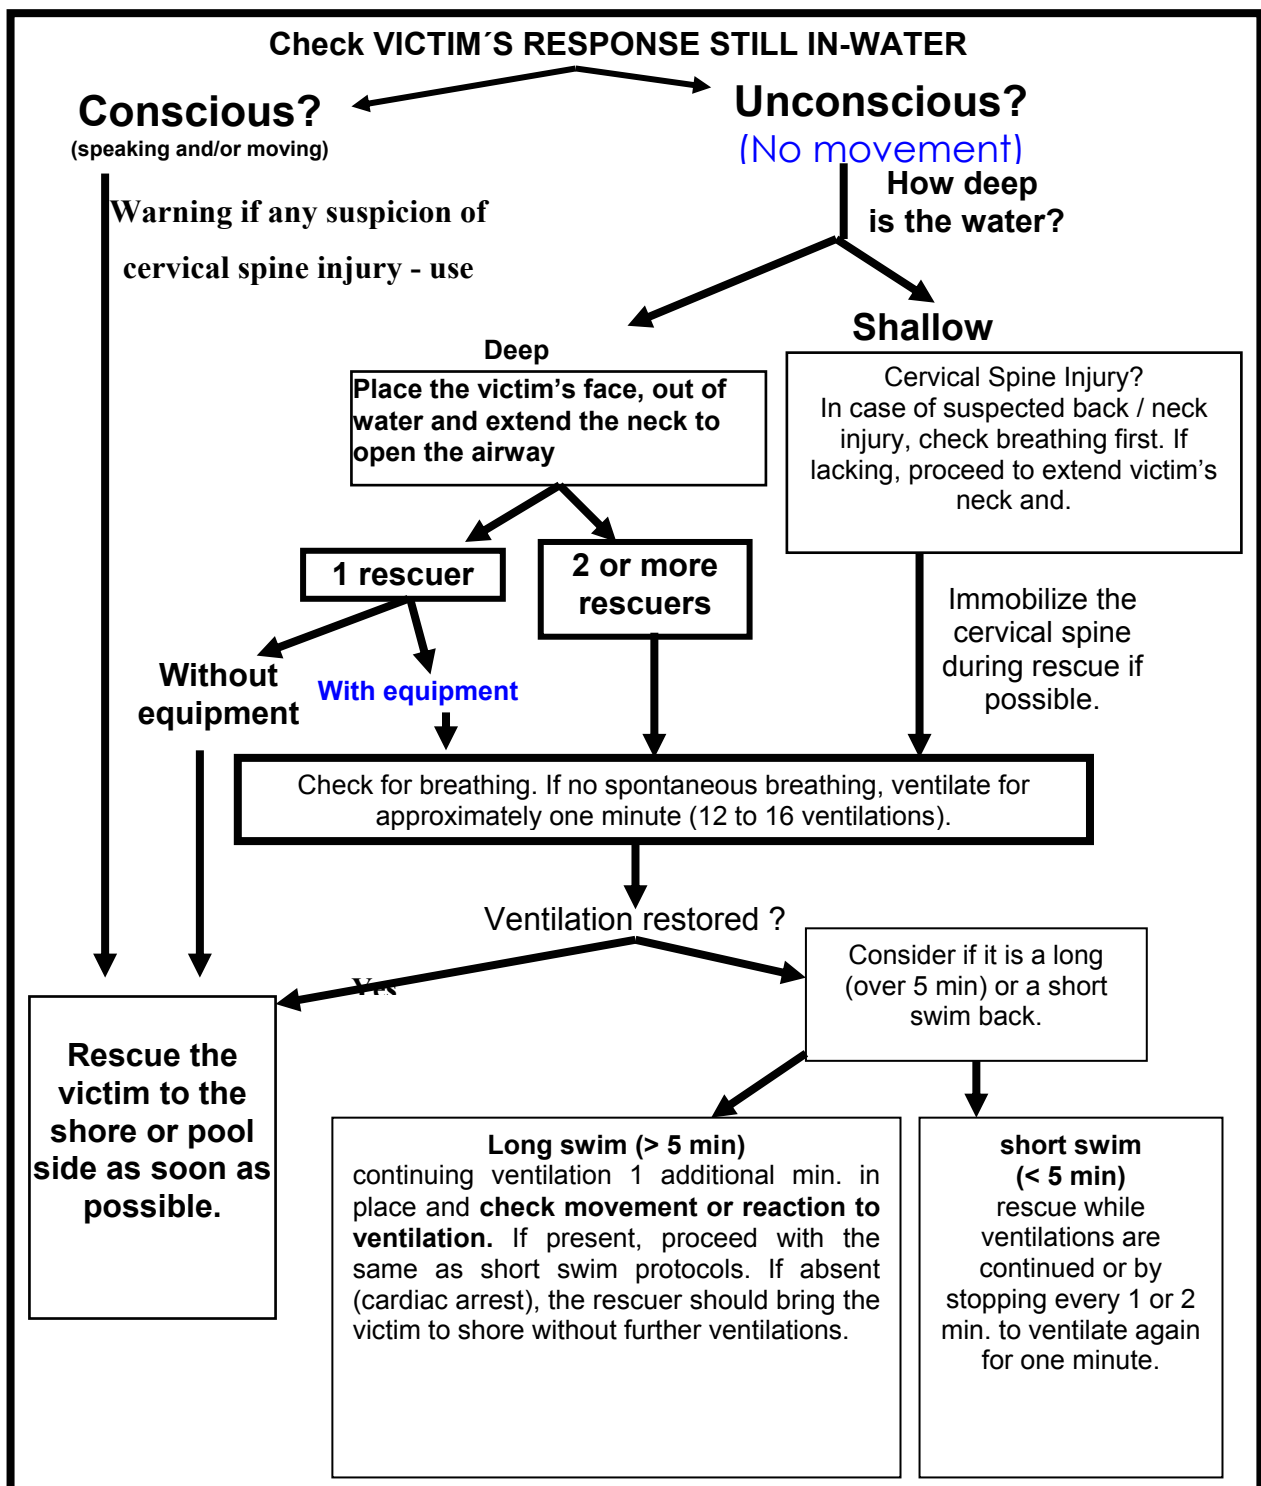 Check VICTIM´S RESPONSE STILL IN-WATER
Conscious?
(speaking and/or moving)
Unconscious?
(No movement)
How deep
is the water?
Warning if any suspicion of
cervical spine injury - use
Deep
Place the victim’s face, out of
water and extend the neck to
open the airway
Shallow
Cervical Spine Injury?
In case of suspected back / neck
injury, check breathing first. If
lacking, proceed to extend victim’s
neck and.
1 rescuer
2 or more
rescuers
Immobilize the
cervical spine
during rescue if
possible.
Without
equipment
With equipment
Check for breathing. If no spontaneous breathing, ventilate for
approximately one minute (12 to 16 ventilations).
Ventilation restored ?
Yes
Consider if it is a long
(over 5 min) or a short
swim back.
Rescue the
victim to the
shore or pool
side as soon as
possible.
Long swim (> 5 min)
continuing ventilation 1 additional min. in
place and check movement or reaction to
ventilation. If present, proceed with the
same as short swim protocols. If absent
(cardiac arrest), the rescuer should bring the
victim to shore without further ventilations.
short swim
(< 5 min)
rescue while
ventilations are
continued or by
stopping every 1 or 2
min. to ventilate again
for one minute.